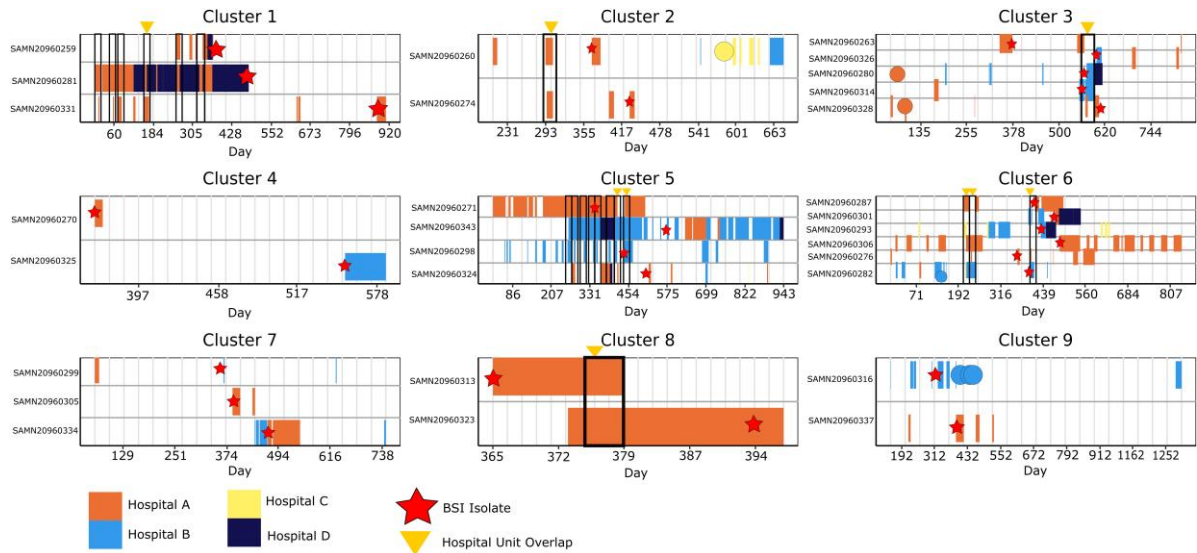 Cluster 1
SAMN20960259
SAMN20960281
SAMN20960331
60 184 305 428 552 673 796 920
Day
Cluster 2
SAMN20960260
SAMN20960274
231 293 355 417 478 541 601 663
Day
Cluster 3
SAMN20960263
SAMN20960326
SAMN20960280
SAMN20960314
SAMN20960328
135 255 378 500 620 744
Day
Cluster 4
SAMN20960270
SAMN20960325
397 458 517 578
Day
Cluster 5
SAMN20960271
SAMN20960343
SAMN20960298
SAMN20960324
86 207 331 454 575 699 822 943
Day
Cluster 6
SAMN20960287
SAMN20960301
SAMN20960293
SAMN20960306
SAMN20960276
SAMN20960282
71 192 316 439 560 684 807
Day
Cluster 7
SAMN20960299
SAMN20960305
SAMN20960334
129 251 374 494 616 738
Day
Cluster 8
SAMN20960313
SAMN20960323
365 372 379 387 394
Day
Cluster 9
SAMN20960316
SAMN20960337
192 312 432 552 672 792 912 1032 1162 1252
Day
Hospital A
Hospital B
Hospital C
Hospital D
BSI Isolate
Hospital Unit Overlap